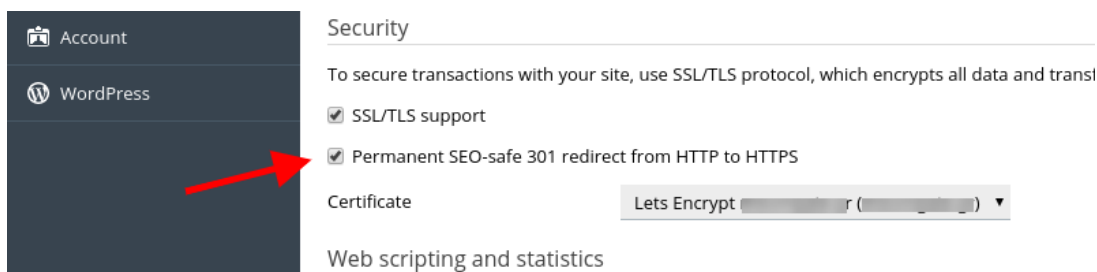 Account
WordPress
Security
To secure transactions with your site, use SSL/TLS protocol, which encrypts all data and transf
SSL/TLS support
Permanent SEO-safe 301 redirect from HTTP to HTTPS
Certificate
Lets Encrypt r ( )
Web scripting and statistics